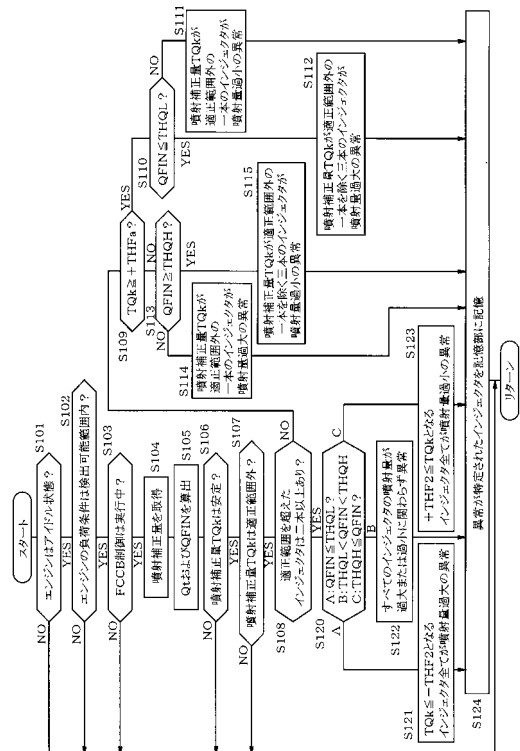 スタート
S101
エンジンはアイドル状態?
NO
YES
S102
エンジンの負荷条件は検出可能範囲内?
NO
YES
S103
FCCB制御は実行中?
NO
YES
S104
噴射補正量を取得
S105
QtおよびQFINを算出
S106
噴射補正量TQkは安定?
NO
YES
S107
噴射補正量TQkは適正範囲外?
NO
YES
S108
適正範囲を超えた
インジェクタは二本以上あり?
NO
YES
S109
TQk≧+THFa?
YES
NO
S110
QFIN≦THQL?
NO
YES
S111
噴射補正量TQkが
適正範囲外の
一本のインジェクタが
噴射量過小の異常
S112
噴射補正量TQkが適正範囲外の
一本を除く三本のインジェクタが
噴射量過大の異常
S113
QFIN≧THQH?
NO
YES
S114
噴射補正量TQkが
適正範囲外の
一本のインジェクタが
噴射量過大の異常
S115
噴射補正量TQkが適正範囲外の
一本を除く三本のインジェクタが
噴射量過小の異常
S120
A:QFIN≦THQL?
B:THQL<QFIN<THQH
C:THQH≦QFIN?
A
B
C
S121
TQk≦-THF2となる
インジェクタ全てが噴射量過大の異常
S122
すべてのインジェクタの噴射量が
過大または過小に関わらず異常
S123
+THF2≦TQkとなる
インジェクタ全てが噴射量過小の異常
S124
異常が特定されたインジェクタを記憶部に記憶
リターン